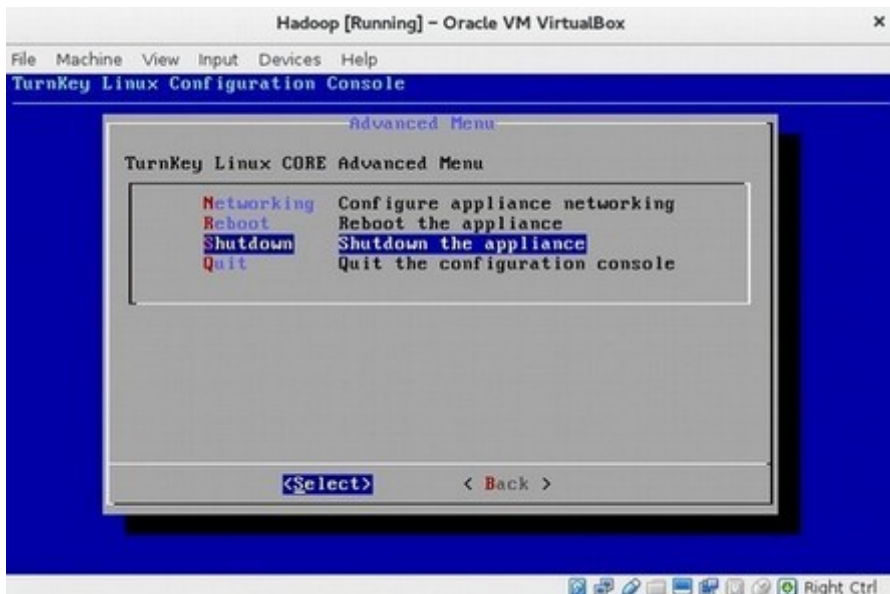 Hadoop [Running] - Oracle VM VirtualBox
File Machine View Input Devices Help
TurnKey Linux Configuration Console
Advanced Menu
TurnKey Linux CORE Advanced Menu
Networking Configure appliance networking
Reboot Reboot the appliance
Shutdown Shutdown the appliance
Quit Quit the configuration console
<Select> < Back >
Right Ctrl